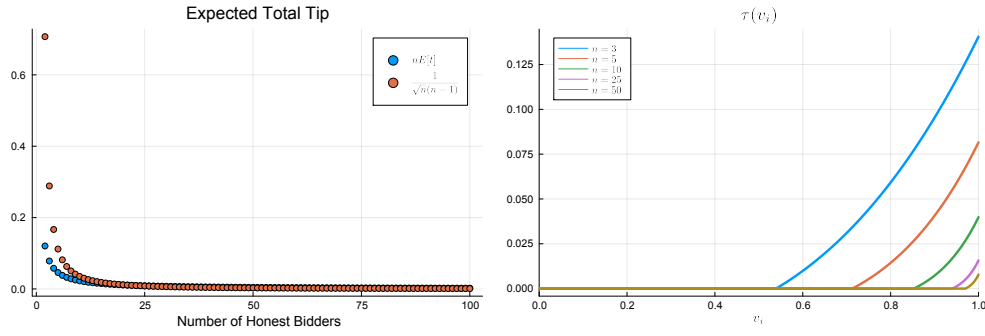 Expected Total Tip
0.6
0.4
0.2
0.0
0
25
50
75
100
Number of Honest Bidders
nE[t]
1
√n(n − 1)
τ(v_i)
0.125
0.100
0.075
0.050
0.025
0.000
0.0
0.2
0.4
0.6
0.8
1.0
v_i
n = 3
n = 5
n = 10
n = 25
n = 50